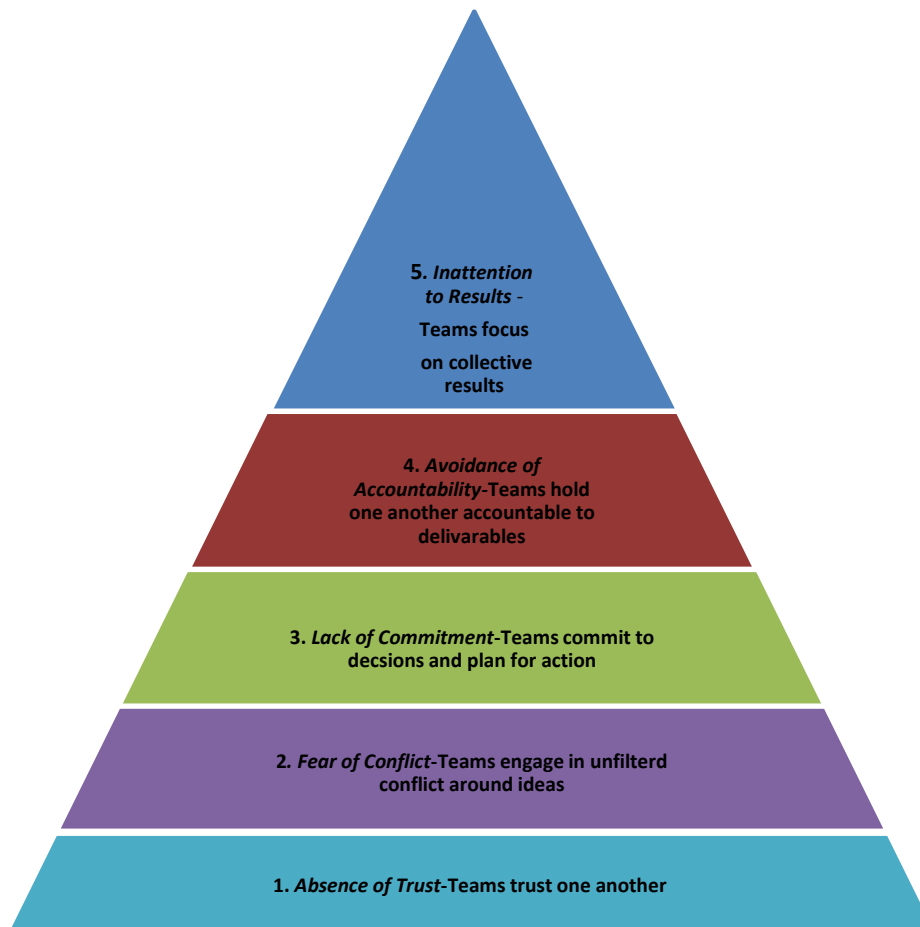 5. Inattention
to Results -
Teams focus
on collective
results
4. Avoidance of
Accountability-Teams hold
one another accountable to
delivarables
3. Lack of Commitment-Teams commit to
decsions and plan for action
2. Fear of Conflict-Teams engage in unfilterd
conflict around ideas
1. Absence of Trust-Teams trust one another